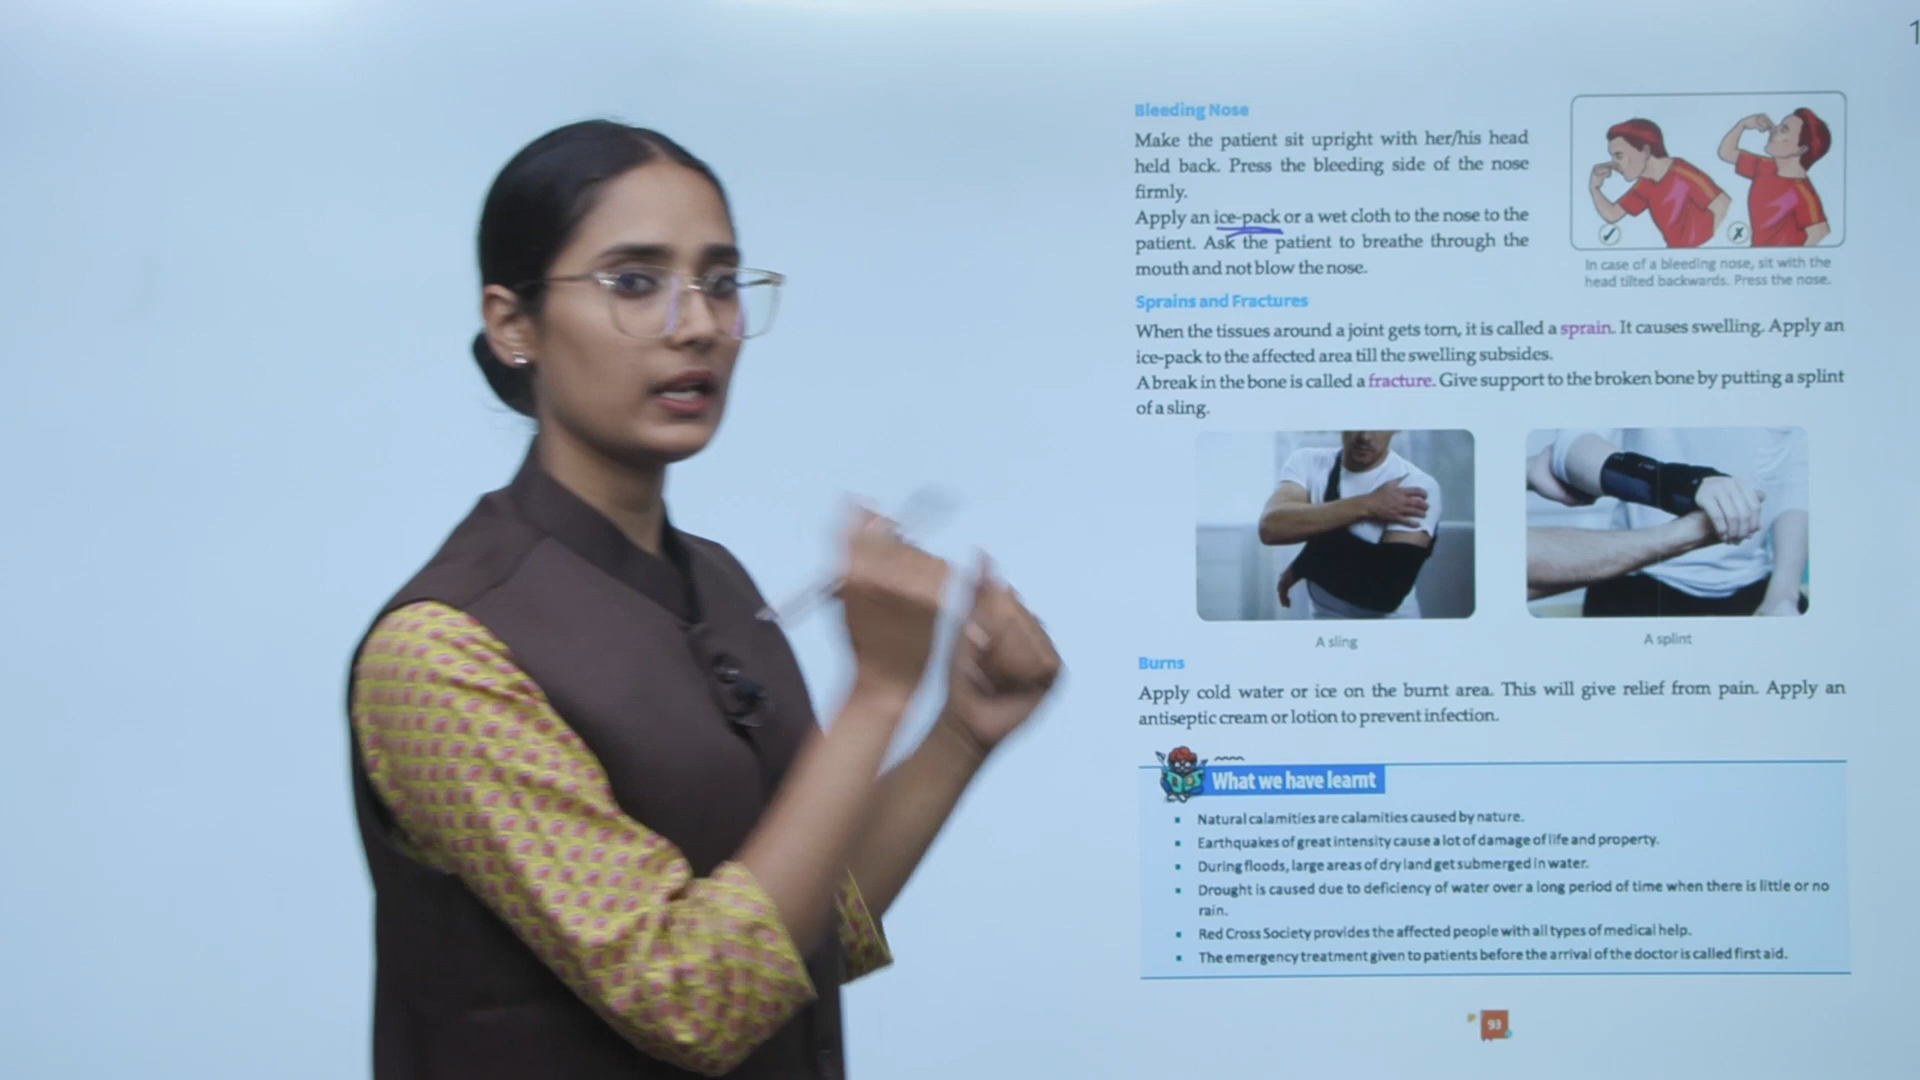 1
Bleeding Nose
Make the patient sit upright with her/his head
held back. Press the bleeding side of the nose
firmly.
Apply an ice-pack or a wet cloth to the nose to the
patient. Ask the patient to breathe through the
mouth and not blow the nose.
In case of a bleeding nose, sit with the
head tilted backwards. Press the nose.
Sprains and Fractures
When the tissues around a joint gets torn, it is called a sprain. It causes swelling. Apply an
ice-pack to the affected area till the swelling subsides.
A break in the bone is called a fracture. Give support to the broken bone by putting a splint
of a sling.
A sling
A splint
Burns
Apply cold water or ice on the burnt area. This will give relief from pain. Apply an
antiseptic cream or lotion to prevent infection.
What we have learnt
Natural calamities are calamities caused by nature.
Earthquakes of great intensity cause a lot of damage of life and property.
During floods, large areas of dry land get submerged in water.
Drought is caused due to deficiency of water over a long period of time when there is little or no
rain.
Red Cross Society provides the affected people with all types of medical help.
The emergency treatment given to patients before the arrival of the doctor is called first aid.
93